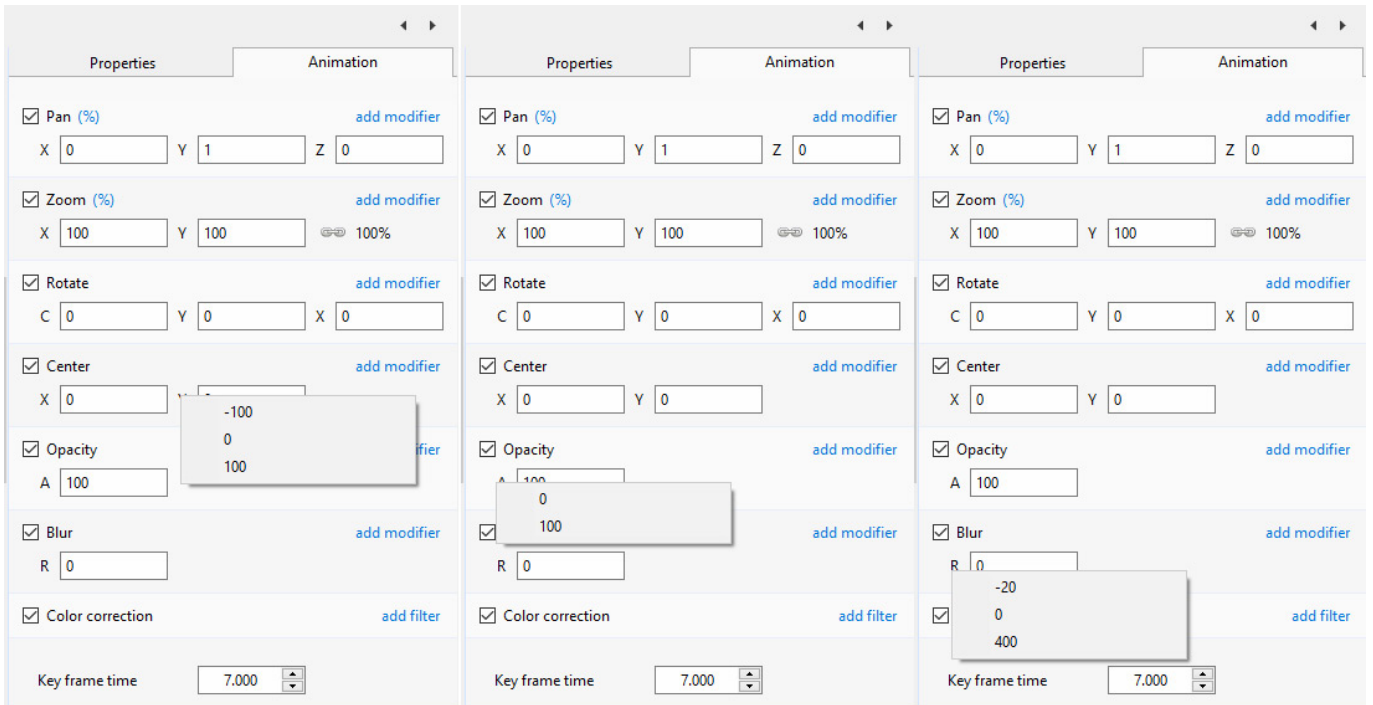 Properties Animation
Pan (%) add modifier
X 0 Y 1 Z 0
Zoom (%) add modifier
X 100 Y 100 100%
Rotate add modifier
C 0 Y 0 X 0
Center add modifier
X 0
-100
0
100
Opacity
A 100
Blur add modifier
R 0
Color correction add filter
Key frame time 7.000
Properties Animation
Pan (%) add modifier
X 0 Y 1 Z 0
Zoom (%) add modifier
X 100 Y 100 100%
Rotate add modifier
C 0 Y 0 X 0
Center add modifier
X 0 Y 0
Opacity add modifier
A 100
0
100
add modifier
R 0
Color correction add filter
Key frame time 7.000
Properties Animation
Pan (%) add modifier
X 0 Y 1 Z 0
Zoom (%) add modifier
X 100 Y 100 100%
Rotate add modifier
C 0 Y 0 X 0
Center add modifier
X 0 Y 0
Opacity add modifier
A 100
Blur add modifier
R 0
-20
0
400
add filter
Key frame time 7.000